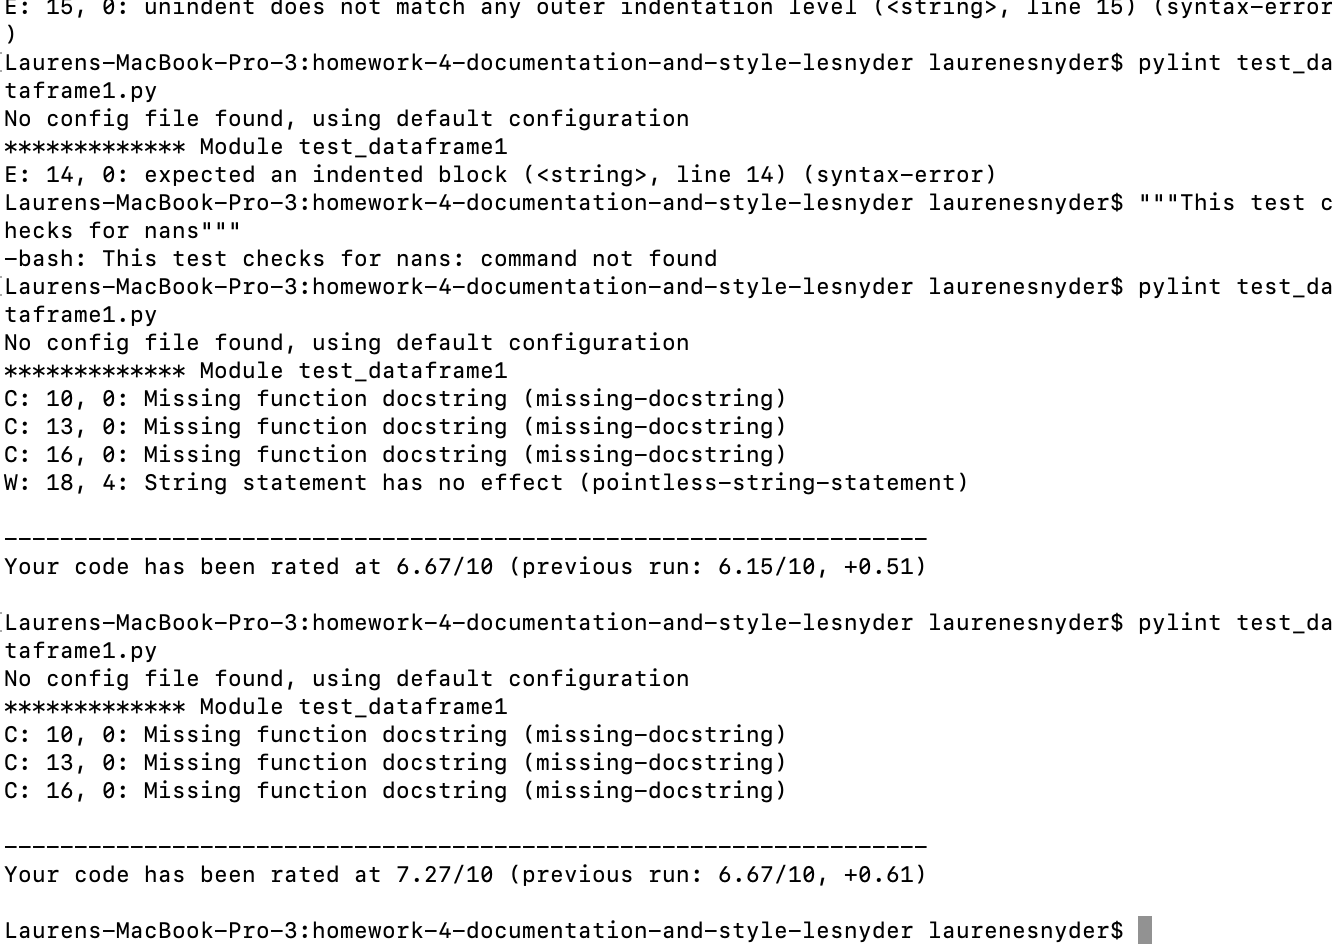 E: 15, 0: unindent does not match any outer indentation level (<string>, line 15) (syntax-error
)
Laurens-MacBook-Pro-3:homework-4-documentation-and-style-lesnyder laurenesnyder$ pylint test_da
taframe1.py
No config file found, using default configuration
************* Module test_dataframe1
E: 14, 0: expected an indented block (<string>, line 14) (syntax-error)
Laurens-MacBook-Pro-3:homework-4-documentation-and-style-lesnyder laurenesnyder$ """This test c
hecks for nans"""
-bash: This test checks for nans: command not found
Laurens-MacBook-Pro-3:homework-4-documentation-and-style-lesnyder laurenesnyder$ pylint test_da
taframe1.py
No config file found, using default configuration
************* Module test_dataframe1
C: 10, 0: Missing function docstring (missing-docstring)
C: 13, 0: Missing function docstring (missing-docstring)
C: 16, 0: Missing function docstring (missing-docstring)
W: 18, 4: String statement has no effect (pointless-string-statement)

------------------------------------------------------------------
Your code has been rated at 6.67/10 (previous run: 6.15/10, +0.51)

Laurens-MacBook-Pro-3:homework-4-documentation-and-style-lesnyder laurenesnyder$ pylint test_da
taframe1.py
No config file found, using default configuration
************* Module test_dataframe1
C: 10, 0: Missing function docstring (missing-docstring)
C: 13, 0: Missing function docstring (missing-docstring)
C: 16, 0: Missing function docstring (missing-docstring)

------------------------------------------------------------------
Your code has been rated at 7.27/10 (previous run: 6.67/10, +0.61)

Laurens-MacBook-Pro-3:homework-4-documentation-and-style-lesnyder laurenesnyder$